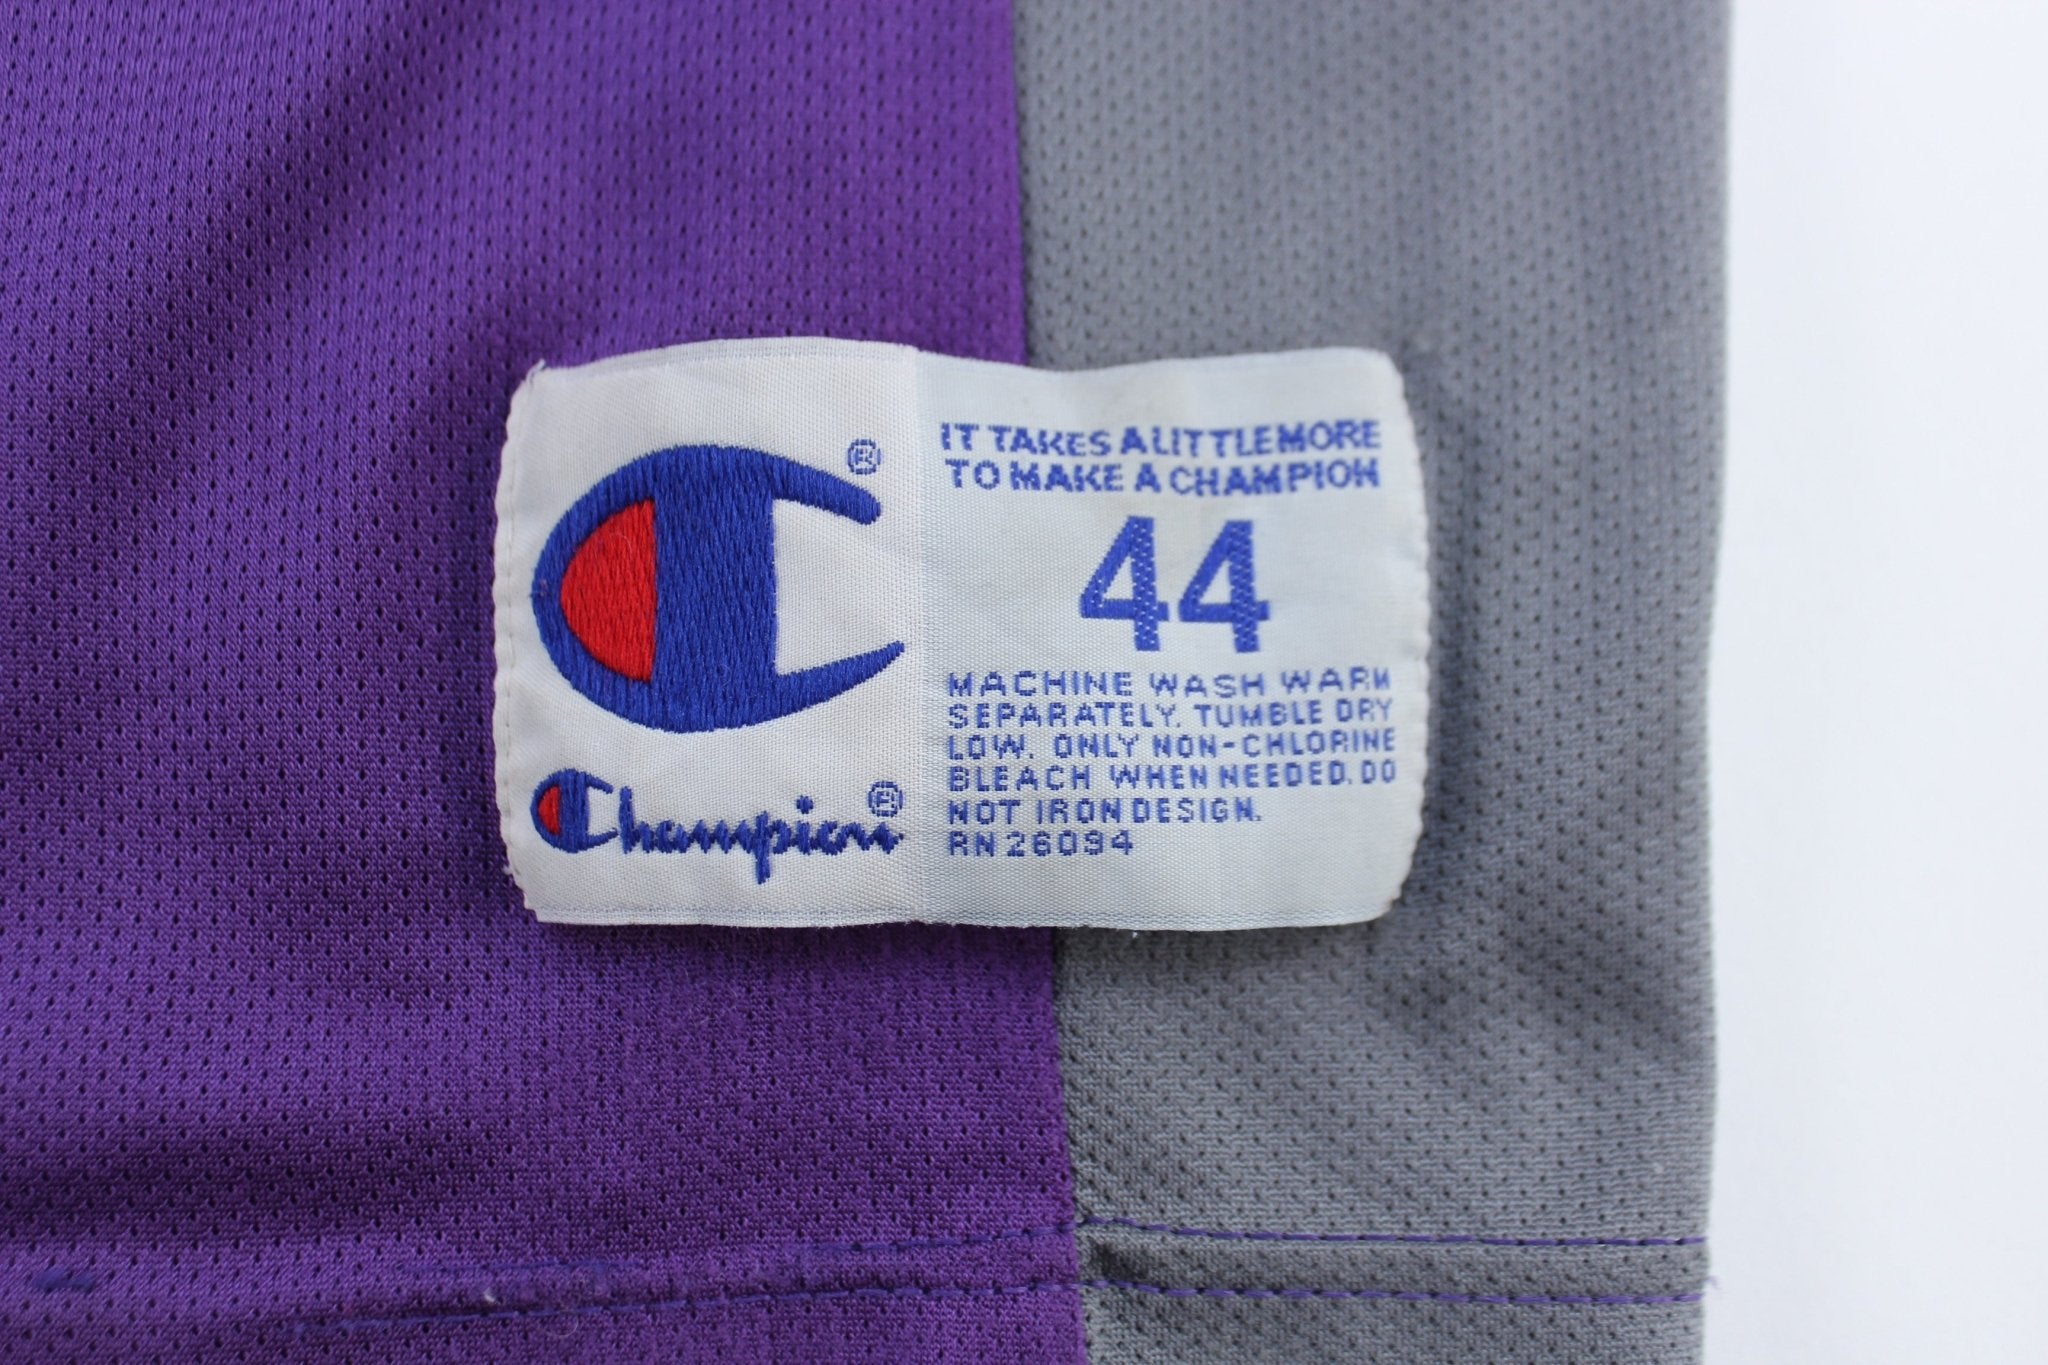 ®
Champion ®
IT TAKES A LITTLE MORE
TO MAKE A CHAMPION
44
MACHINE WASH WARM
SEPARATELY. TUMBLE DRY
LOW. ONLY NON-CHLORINE
BLEACH WHEN NEEDED. DO
NOT IRON DESIGN.
RN 26094